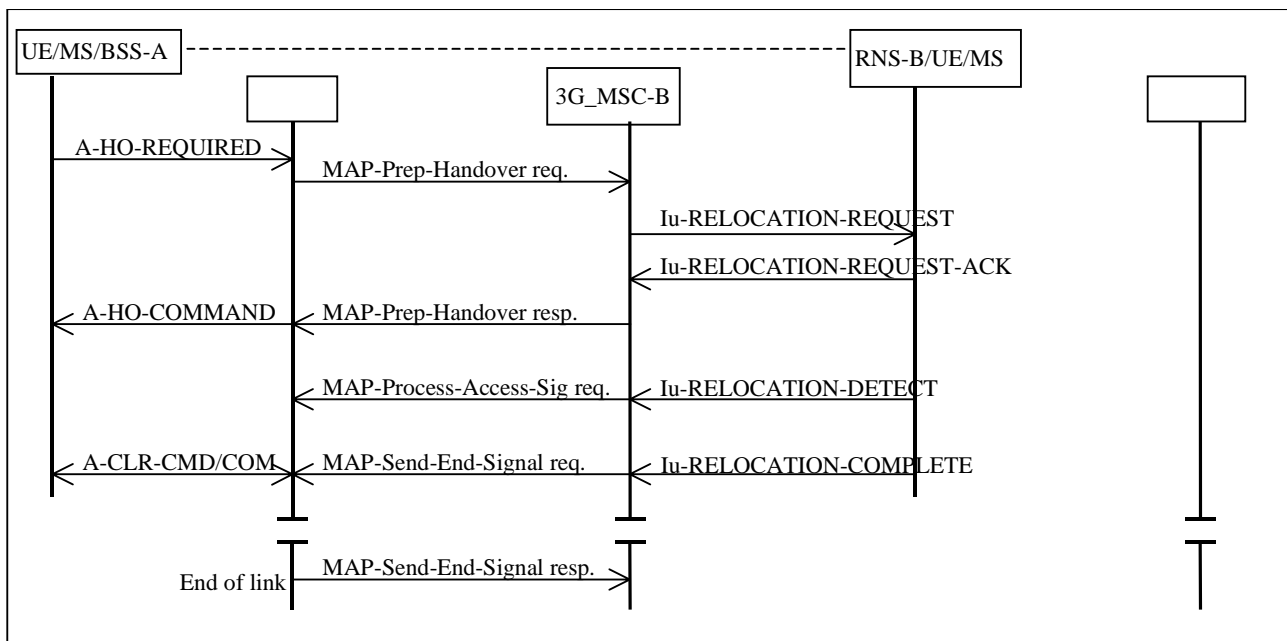 UE/MS/BSS-A
RNS-B/UE/MS
3G_MSC-B
A-HO-REQUIRED
MAP-Prep-Handover req.
Iu-RELOCATION-REQUEST
Iu-RELOCATION-REQUEST-ACK
A-HO-COMMAND MAP-Prep-Handover resp.
MAP-Process-Access-Sig req. Iu-RELOCATION-DETECT
A-CLR-CMD/COM MAP-Send-End-Signal req. Iu-RELOCATION-COMPLETE
MAP-Send-End-Signal resp.
End of link